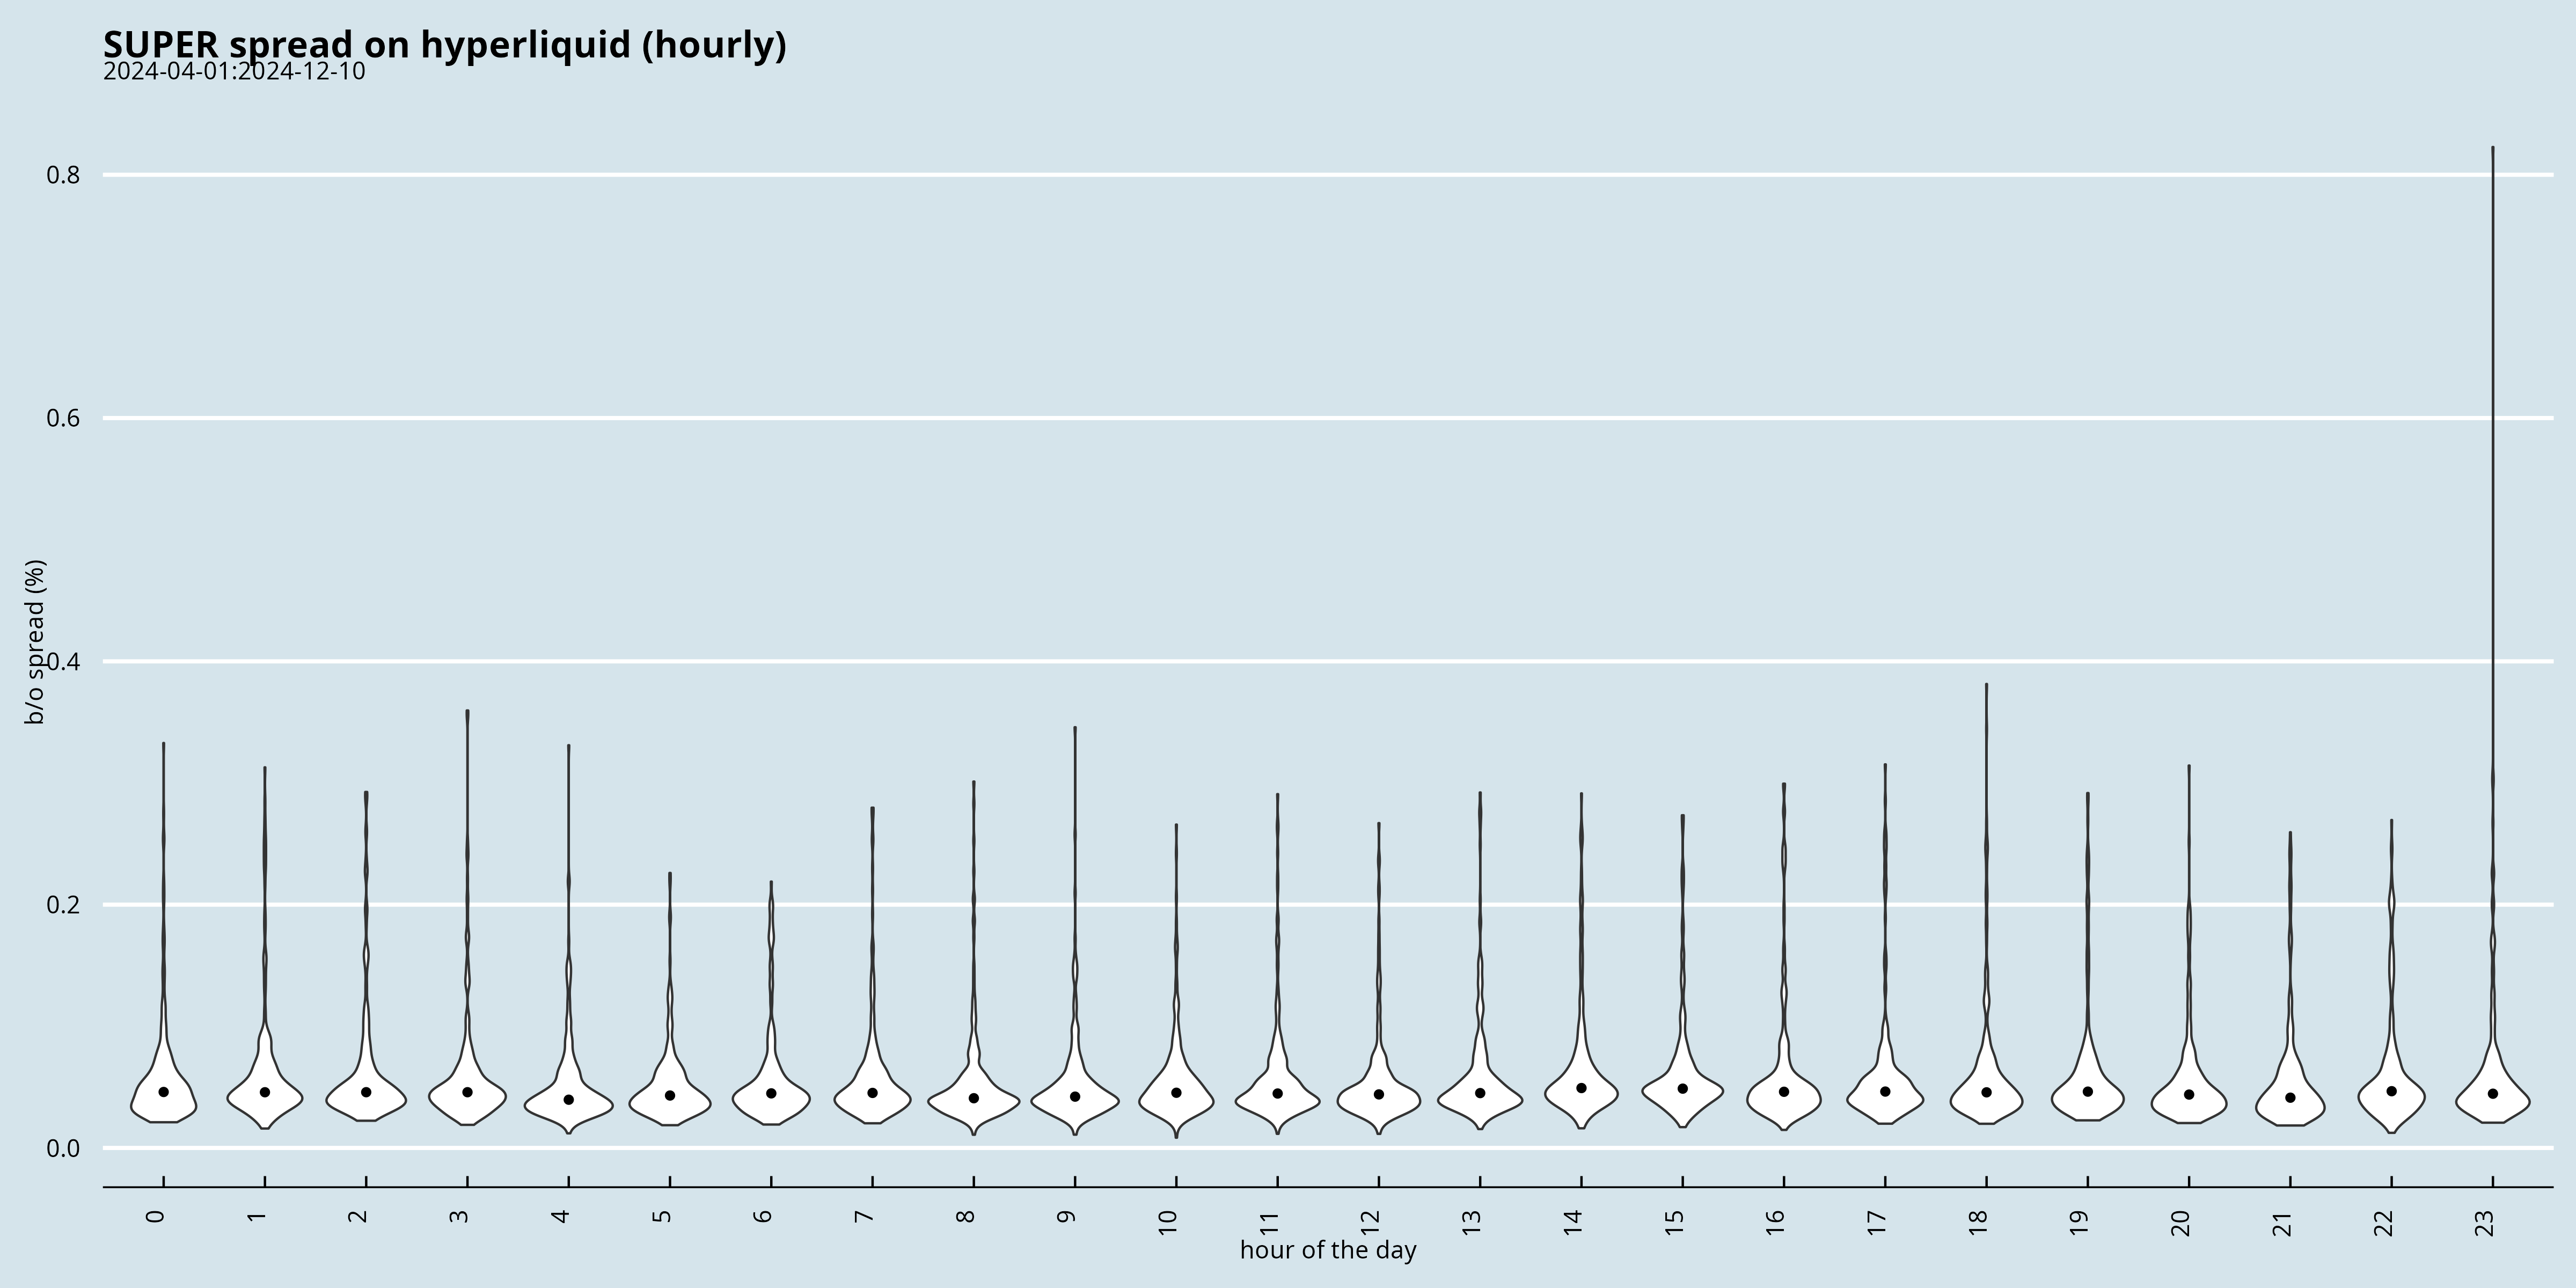 SUPER spread on hyperliquid (hourly)
2024-04-01:2024-12-10
0.8
0.6
0.4
0.2
0.0
b/o spread (%)
0 1 2 3 4 5 6 7 8 9 10 11 12 13 14 15 16 17 18 19 20 21 22 23
hour of the day